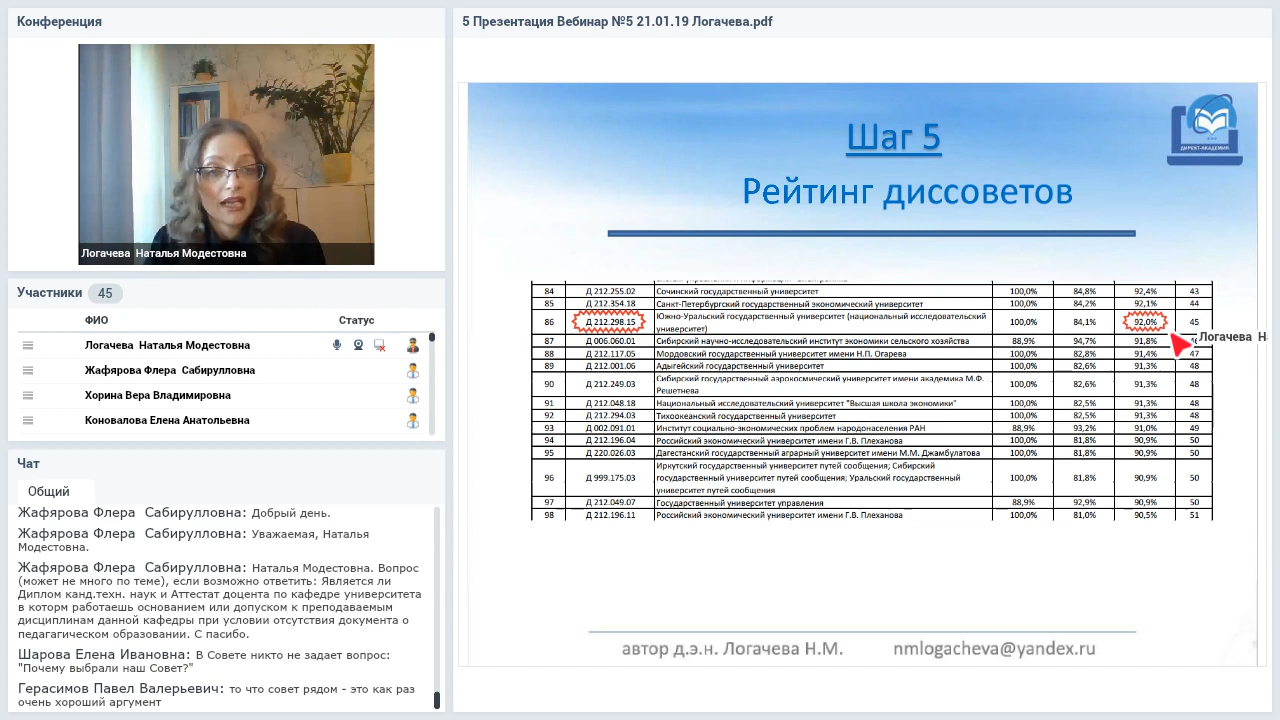 Конференция
Логачева Наталья Модестовна
Участники 45
ФИО Статус
Логачева Наталья Модестовна
Жафярова Флера Сабирулловна
Хорина Вера Владимировна
Коновалова Елена Анатольевна
Чат
Общий
Жафярова Флера Сабирулловна: Добрый день.
Жафярова Флера Сабирулловна: Уважаемая, Наталья
Модестовна.
Жафярова Флера Сабирулловна: Наталья Модестовна. Вопрос
(может не много по теме), если возможно ответить: Является ли
Диплом канд.техн. наук и Аттестат доцента по кафедре университета
в которм работаешь основанием или допуском к преподаваемым
дисциплинам данной кафедры при условии отсутствия документа о
педагагическом образовании. С пасибо.
Шарова Елена Ивановна: В Совете никто не задает вопрос:
"Почему выбрали наш Совет?"
Герасимов Павел Валерьевич: то что совет рядом - это как раз
очень хороший аргумент
5 Презентация Вебинар №5 21.01.19 Логачева.pdf
ДИРЕКТ-АКАДЕМИЯ
Шаг 5
Рейтинг диссоветов
84 Д 212.255.02 Сочинский государственный университет 100,0% 84,8% 92,4% 43
85 Д 212.354.18 Санкт-Петербургский государственный экономический университет 100,0% 84,2% 92,1% 44
86 Д 212.298.15 Южно-Уральский государственный университет (национальный исследовательский
университет) 100,0% 84,1% 92,0% 45
Логачева Н
87 Д 006.060.01 Сибирский научно-исследовательский институт экономики сельского хозяйства 88,9% 94,7% 91,8%
88 Д 212.117.05 Мордовский государственный университет имени Н.П. Огарева 100,0% 82,8% 91,4% 47
89 Д 212.001.06 Адыгейский государственный университет 100,0% 82,6% 91,3% 48
90 Д 212.249.03 Сибирский государственный аэрокосмический университет имени академика М.Ф.
Решетнева 100,0% 82,6% 91,3% 48
91 Д 212.048.18 Национальный исследовательский университет "Высшая школа экономики" 100,0% 82,5% 91,3% 48
92 Д 212.294.03 Тихоокеанский государственный университет 100,0% 82,5% 91,3% 48
93 Д 002.091.01 Институт социально-экономических проблем народонаселения РАН 88,9% 93,2% 91,0% 49
94 Д 212.196.04 Российский экономический университет имени Г.В. Плеханова 100,0% 81,8% 90,9% 50
95 Д 220.026.03 Дагестанский государственный аграрный университет имени М.М. Джамбулатова 100,0% 81,8% 90,9% 50
96 Д 999.175.03 Иркутский государственный университет путей сообщения; Сибирский
государственный университет путей сообщения; Уральский государственный
университет путей сообщения 100,0% 81,8% 90,9% 50
97 Д 212.049.07 Государственный университет управления 88,9% 92,9% 90,9% 50
98 Д 212.196.11 Российский экономический университет имени Г.В. Плеханова 100,0% 81,0% 90,5% 51
автор д.э.н. Логачева Н.М. nmlogacheva@yandex.ru